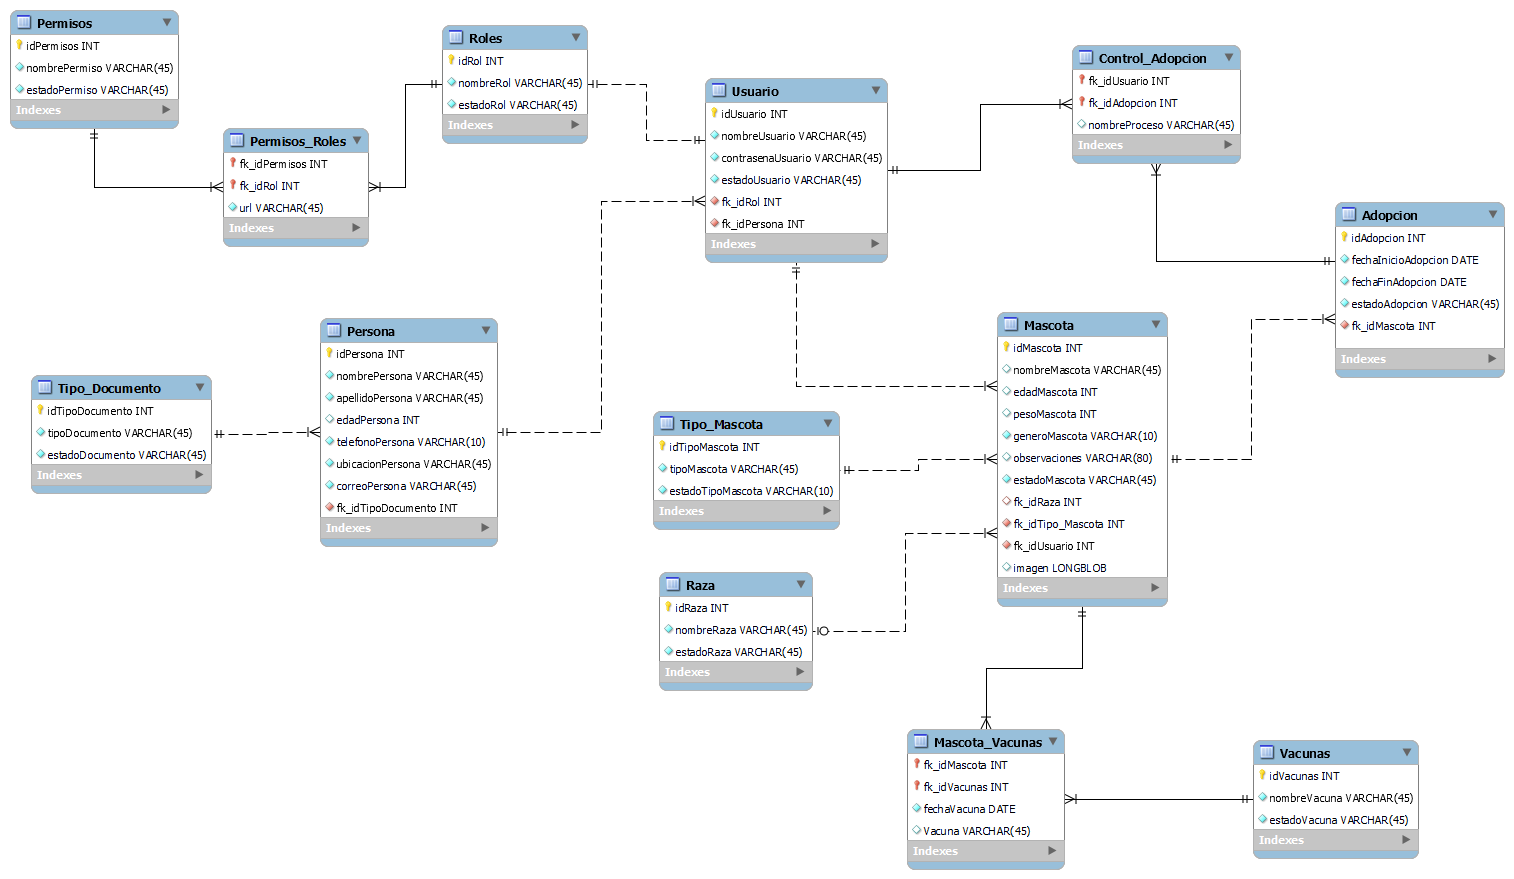 Permisos
idPermisos INT
nombrePermiso VARCHAR(45)
estadoPermiso VARCHAR(45)
Indexes
Roles
idRol INT
nombreRol VARCHAR(45)
estadoRol VARCHAR(45)
Indexes
Permisos_Roles
fk_idPermisos INT
fk_idRol INT
url VARCHAR(45)
Indexes
Usuario
idUsuario INT
nombreUsuario VARCHAR(45)
contrasenaUsuario VARCHAR(45)
estadoUsuario VARCHAR(45)
fk_idRol INT
fk_idPersona INT
Indexes
Control_Adopcion
fk_idUsuario INT
fk_idAdopcion INT
nombreProceso VARCHAR(45)
Indexes
Adopcion
idAdopcion INT
fechaInicioAdopcion DATE
fechaFinAdopcion DATE
estadoAdopcion VARCHAR(45)
fk_idMascota INT
Indexes
Persona
idPersona INT
nombrePersona VARCHAR(45)
apellidoPersona VARCHAR(45)
edadPersona INT
telefonoPersona VARCHAR(10)
ubicacionPersona VARCHAR(45)
correoPersona VARCHAR(45)
fk_idTipoDocumento INT
Indexes
Tipo_Documento
idTipoDocumento INT
tipoDocumento VARCHAR(45)
estadoDocumento VARCHAR(45)
Indexes
Mascota
idMascota INT
nombreMascota VARCHAR(45)
edadMascota INT
pesoMascota INT
generoMascota VARCHAR(10)
observaciones VARCHAR(80)
estadoMascota VARCHAR(45)
fk_idRaza INT
fk_idTipo_Mascota INT
fk_idUsuario INT
imagen LONGBLOB
Indexes
Tipo_Mascota
idTipoMascota INT
tipoMascota VARCHAR(45)
estadoTipoMascota VARCHAR(10)
Indexes
Raza
idRaza INT
nombreRaza VARCHAR(45)
estadoRaza VARCHAR(45)
Indexes
Mascota_Vacunas
fk_idMascota INT
fk_idVacunas INT
fechaVacuna DATE
Vacuna VARCHAR(45)
Indexes
Vacunas
idVacunas INT
nombreVacuna VARCHAR(45)
estadoVacuna VARCHAR(45)
Indexes